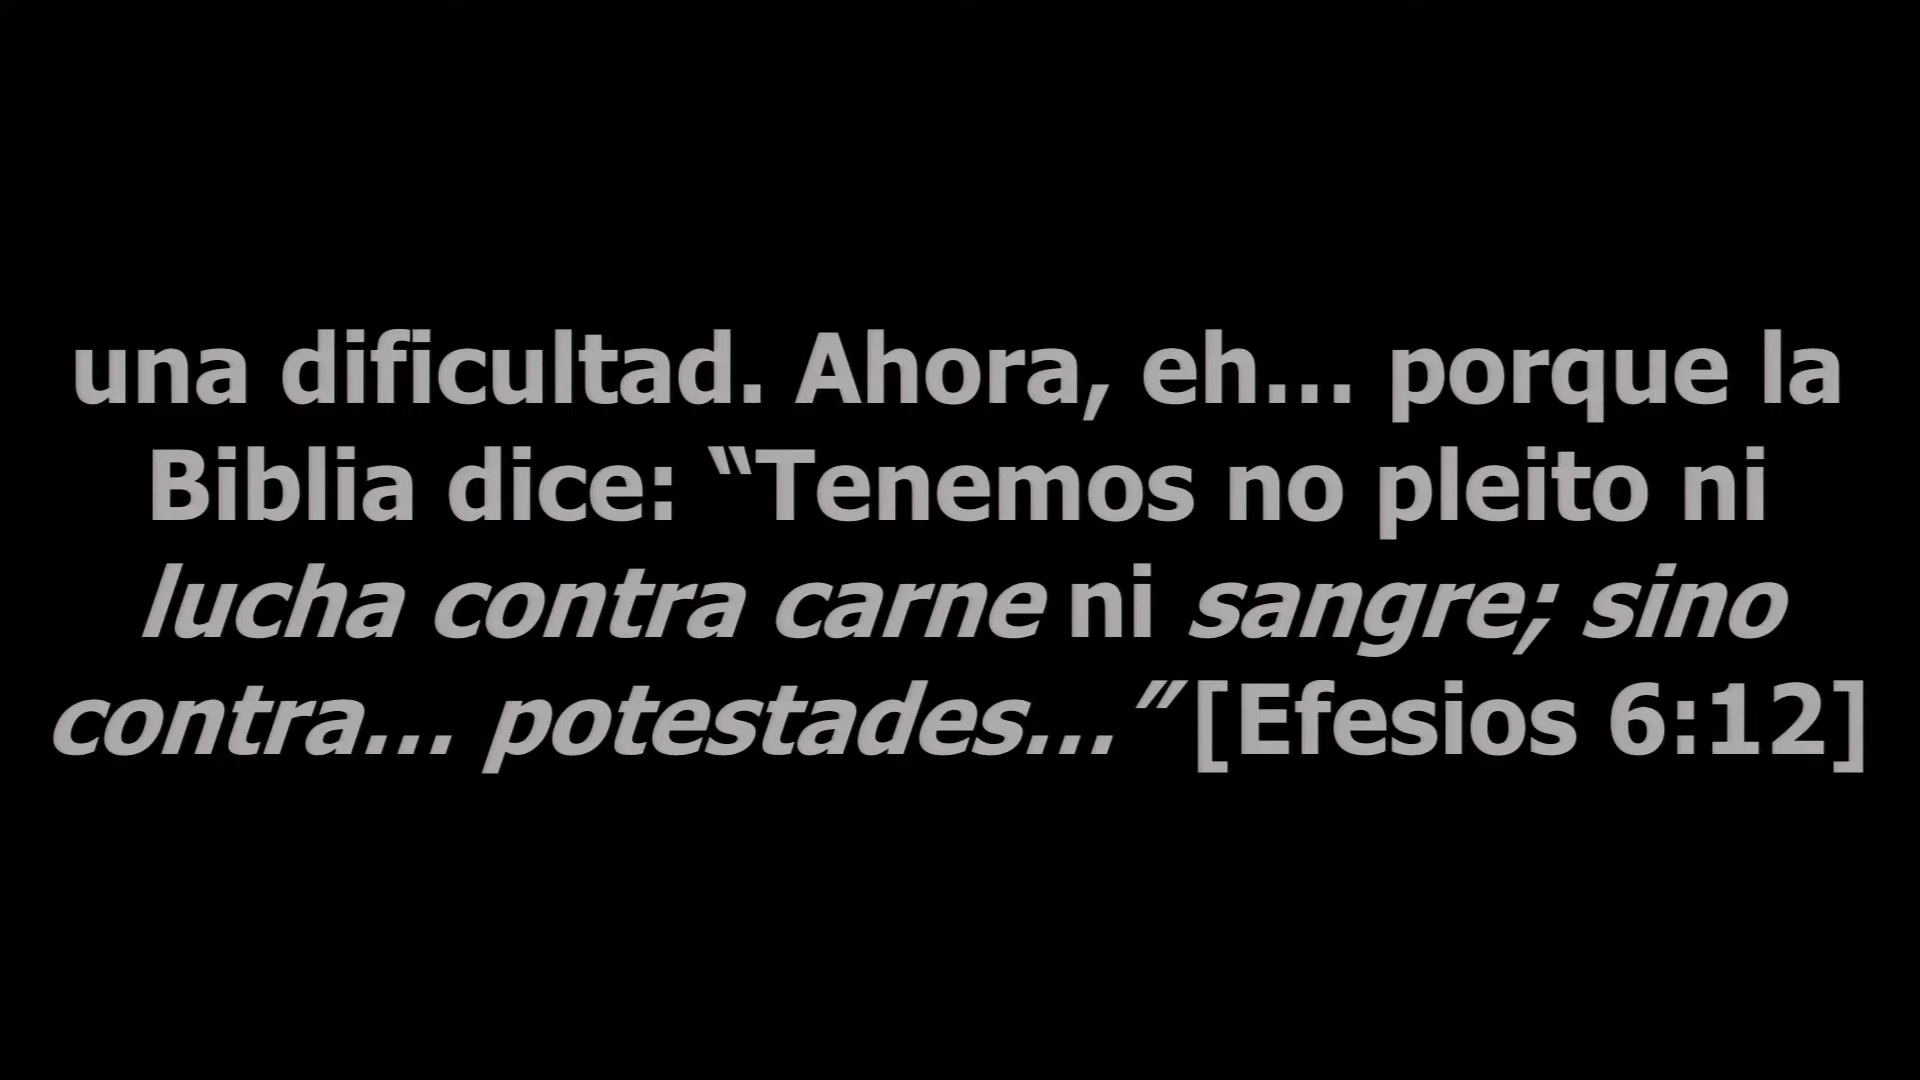 una dificultad. Ahora, eh… porque la
Biblia dice: “Tenemos no pleito ni
lucha contra carne ni sangre; sino
contra… potestades…” [Efesios 6:12]